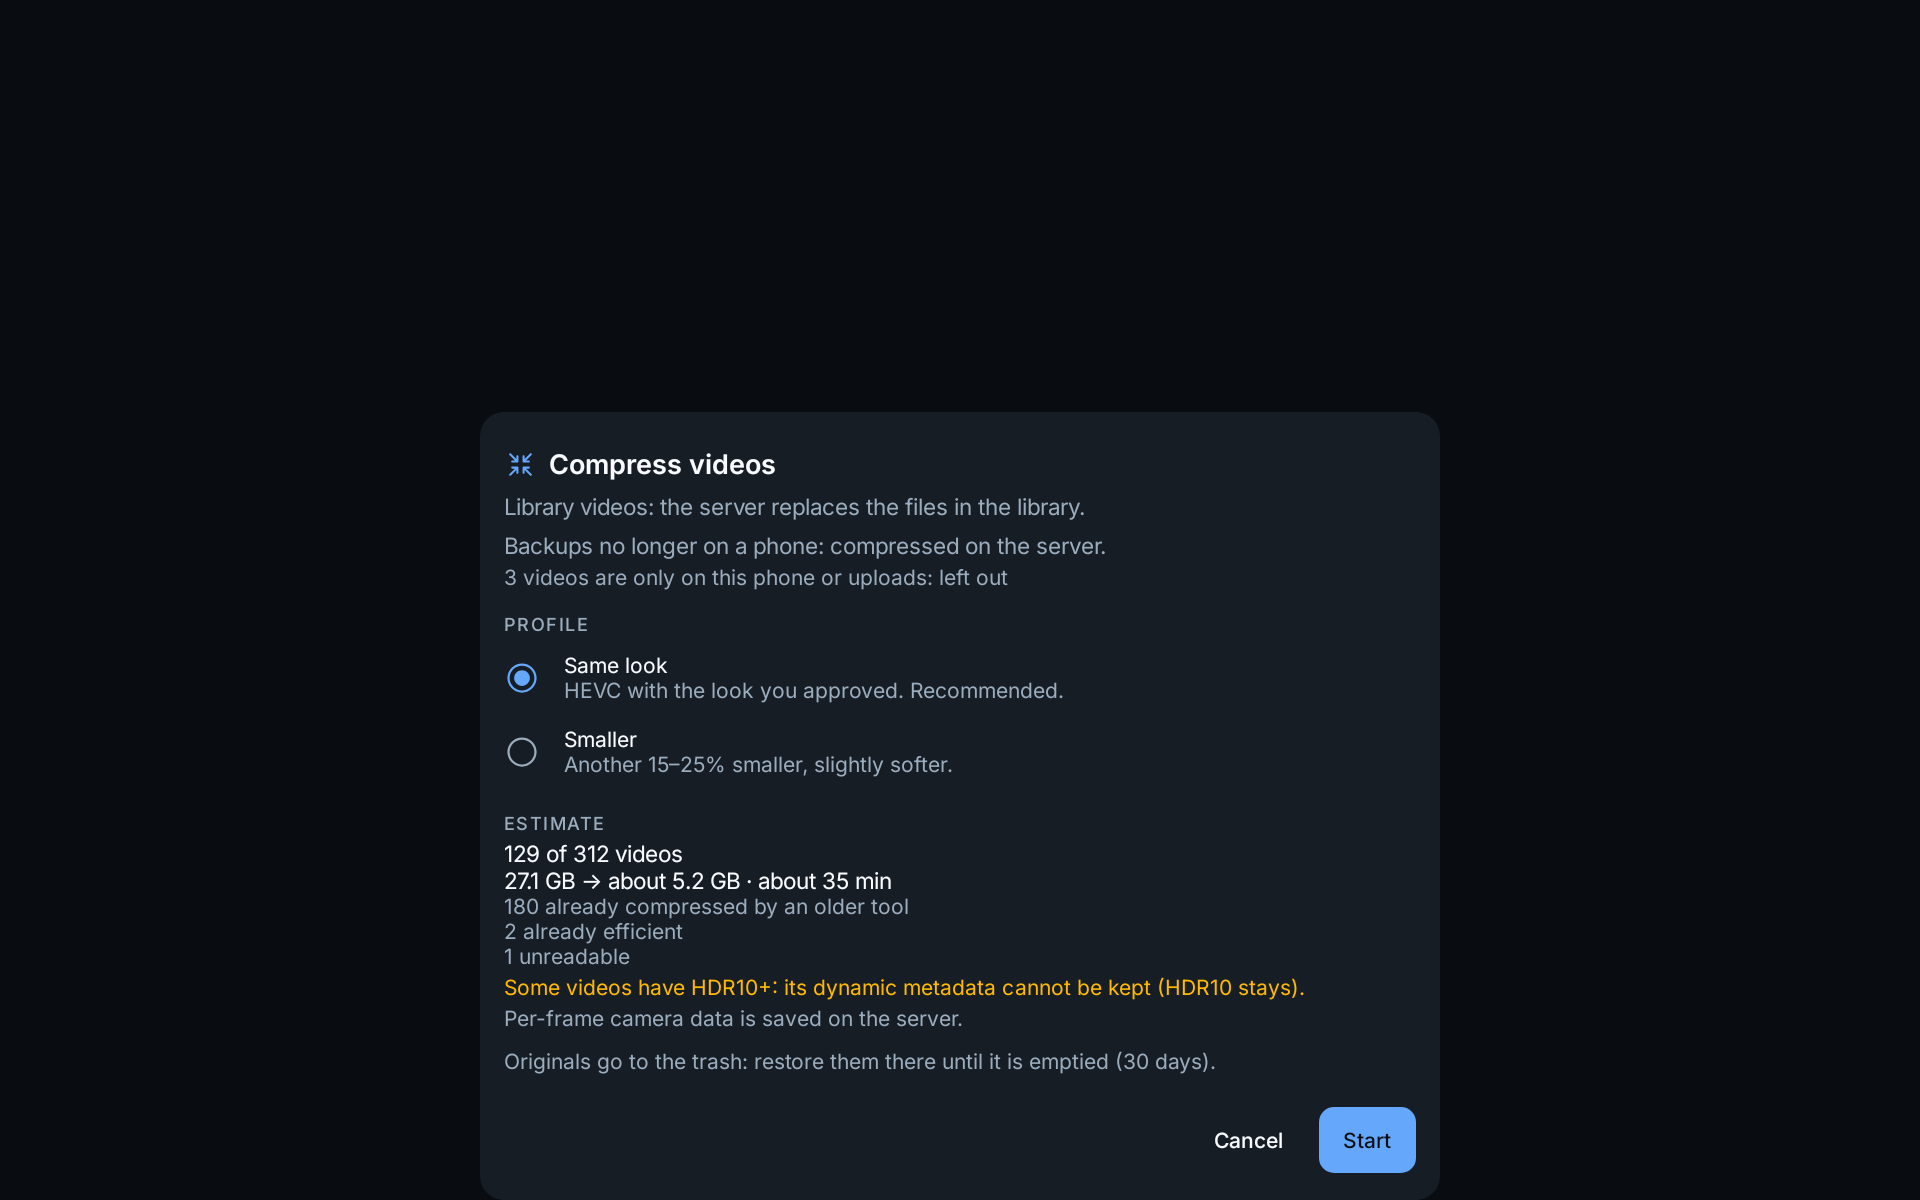 Compress videos
Library videos: the server replaces the files in the library.
Backups no longer on a phone: compressed on the server.
3 videos are only on this phone or uploads: left out
PROFILE
Same look
HEVC with the look you approved. Recommended.
Smaller
Another 15–25% smaller, slightly softer.
ESTIMATE
129 of 312 videos
27.1 GB → about 5.2 GB · about 35 min
180 already compressed by an older tool
2 already efficient
1 unreadable
Some videos have HDR10+: its dynamic metadata cannot be kept (HDR10 stays).
Per-frame camera data is saved on the server.
Originals go to the trash: restore them there until it is emptied (30 days).
Cancel
Start